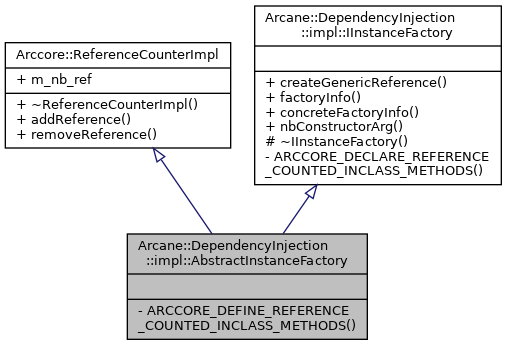 Arccore::ReferenceCounterImpl
+ m_nb_ref
+ ~ReferenceCounterImpl()
+ addReference()
+ removeReference()
Arcane::DependencyInjection
::impl::IInstanceFactory
+ createGenericReference()
+ factoryInfo()
+ concreteFactoryInfo()
+ nbConstructorArg()
# ~IInstanceFactory()
- ARCCORE_DECLARE_REFERENCE
_COUNTED_INCLASS_METHODS()
Arcane::DependencyInjection
::impl::AbstractInstanceFactory
- ARCCORE_DEFINE_REFERENCE
_COUNTED_INCLASS_METHODS()